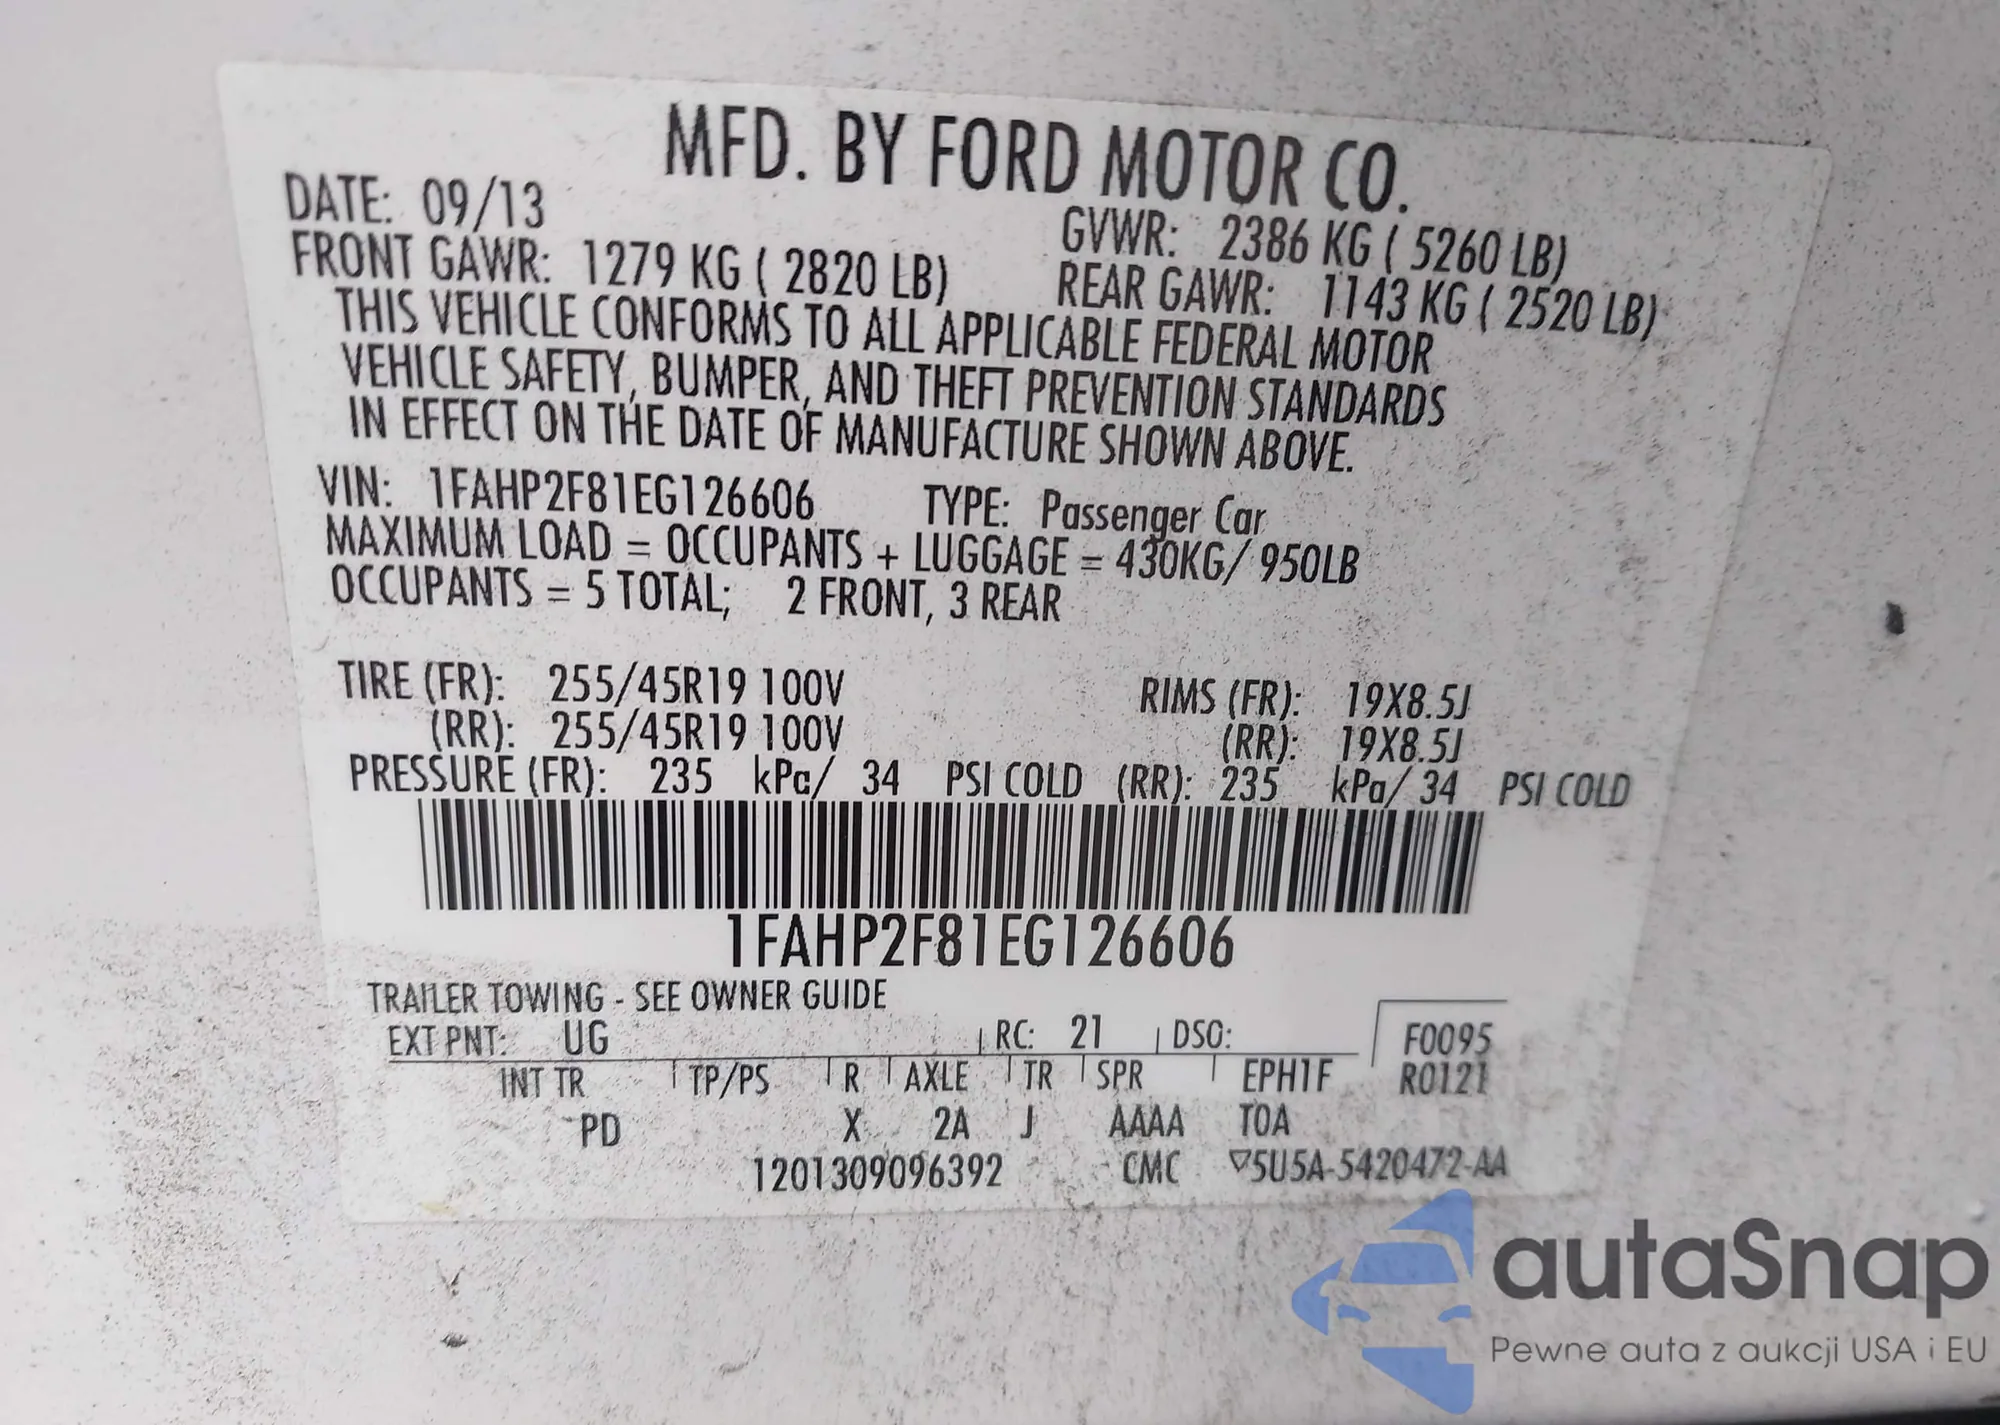 MFD. BY FORD MOTOR CO.
DATE: 09/13 GVWR: 2386 KG ( 5260 LB)
FRONT GAWR: 1279 KG ( 2820 LB) REAR GAWR: 1143 KG ( 2520 LB)
THIS VEHICLE CONFORMS TO ALL APPLICABLE FEDERAL MOTOR
VEHICLE SAFETY, BUMPER, AND THEFT PREVENTION STANDARDS
IN EFFECT ON THE DATE OF MANUFACTURE SHOWN ABOVE.
VIN: 1FAHP2F81EG126606 TYPE: Passenger Car
MAXIMUM LOAD = OCCUPANTS + LUGGAGE = 430KG/ 950LB
OCCUPANTS = 5 TOTAL; 2 FRONT, 3 REAR
TIRE (FR): 255/45R19 100V RIMS (FR): 19X8.5J
(RR): 255/45R19 100V (RR): 19X8.5J
PRESSURE (FR): 235 kPa/ 34 PSI COLD (RR): 235 kPa/ 34 PSI COLD
1FAHP2F81EG126606
TRAILER TOWING - SEE OWNER GUIDE
EXT PNT: UG RC: 21 DSO: F0095
INT TR TP/PS R AXLE TR SPR EPH1F R0121
PD X 2A J AAAA TOA
1201309096392 CMC ▽5U5A-5420472-AA
autaSnap
Pewne auta z aukcji USA i EU